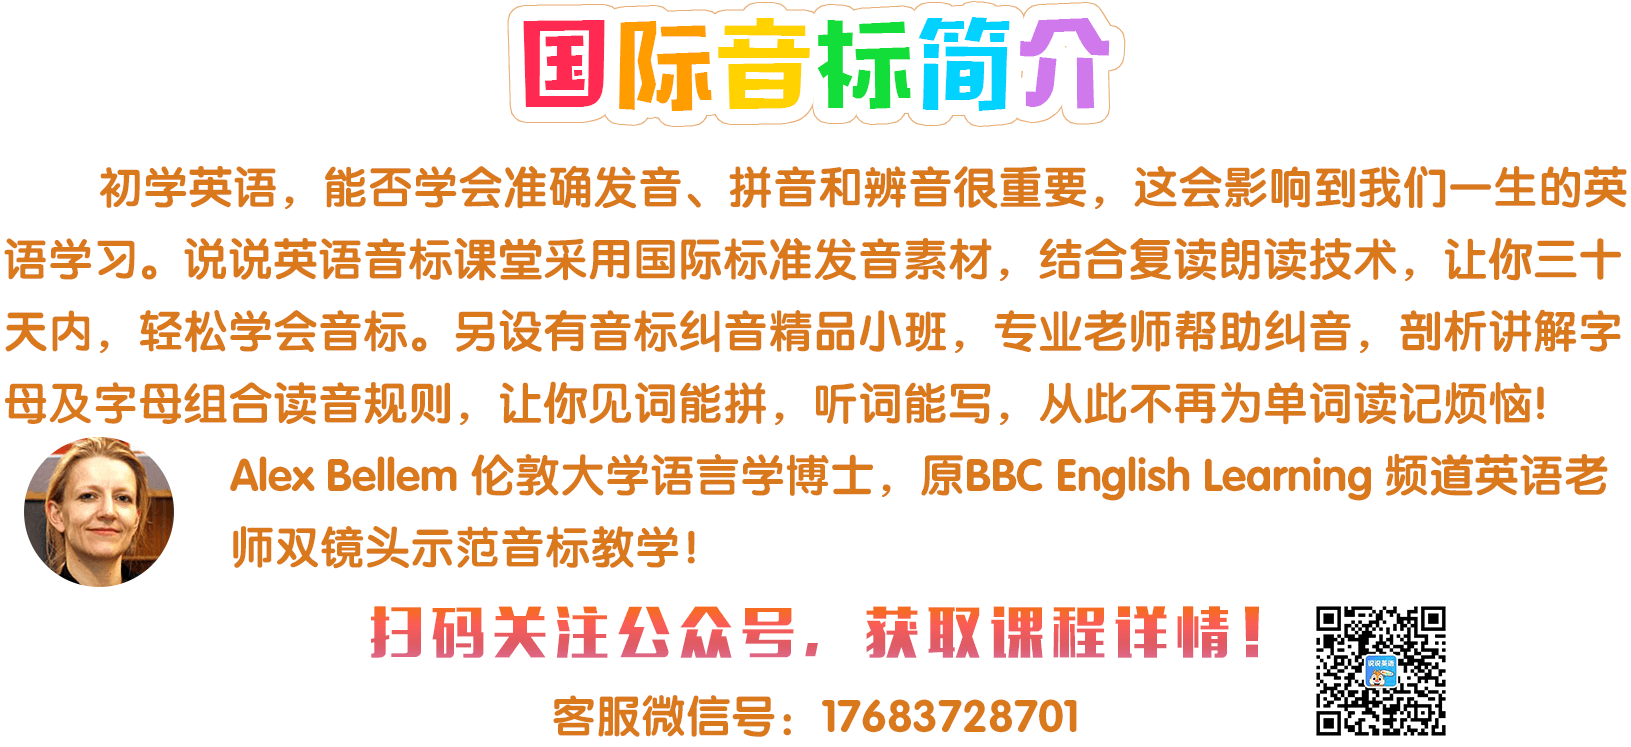 国际音标简介
初学英语，能否学会准确发音、拼音和辨音很重要，这会影响到我们一生的英
语学习。说说英语音标课堂采用国际标准发音素材，结合复读朗读技术，让你三十
天内，轻松学会音标。另设有音标纠音精品小班，专业老师帮助纠音，剖析讲解字
母及字母组合读音规则，让你见词能拼，听词能写，从此不再为单词读记烦恼!
Alex Bellem 伦敦大学语言学博士，原BBC English Learning 频道英语老
师双镜头示范音标教学！
扫码关注公众号，获取课程详情！
说说英语
客服微信号：17683728701